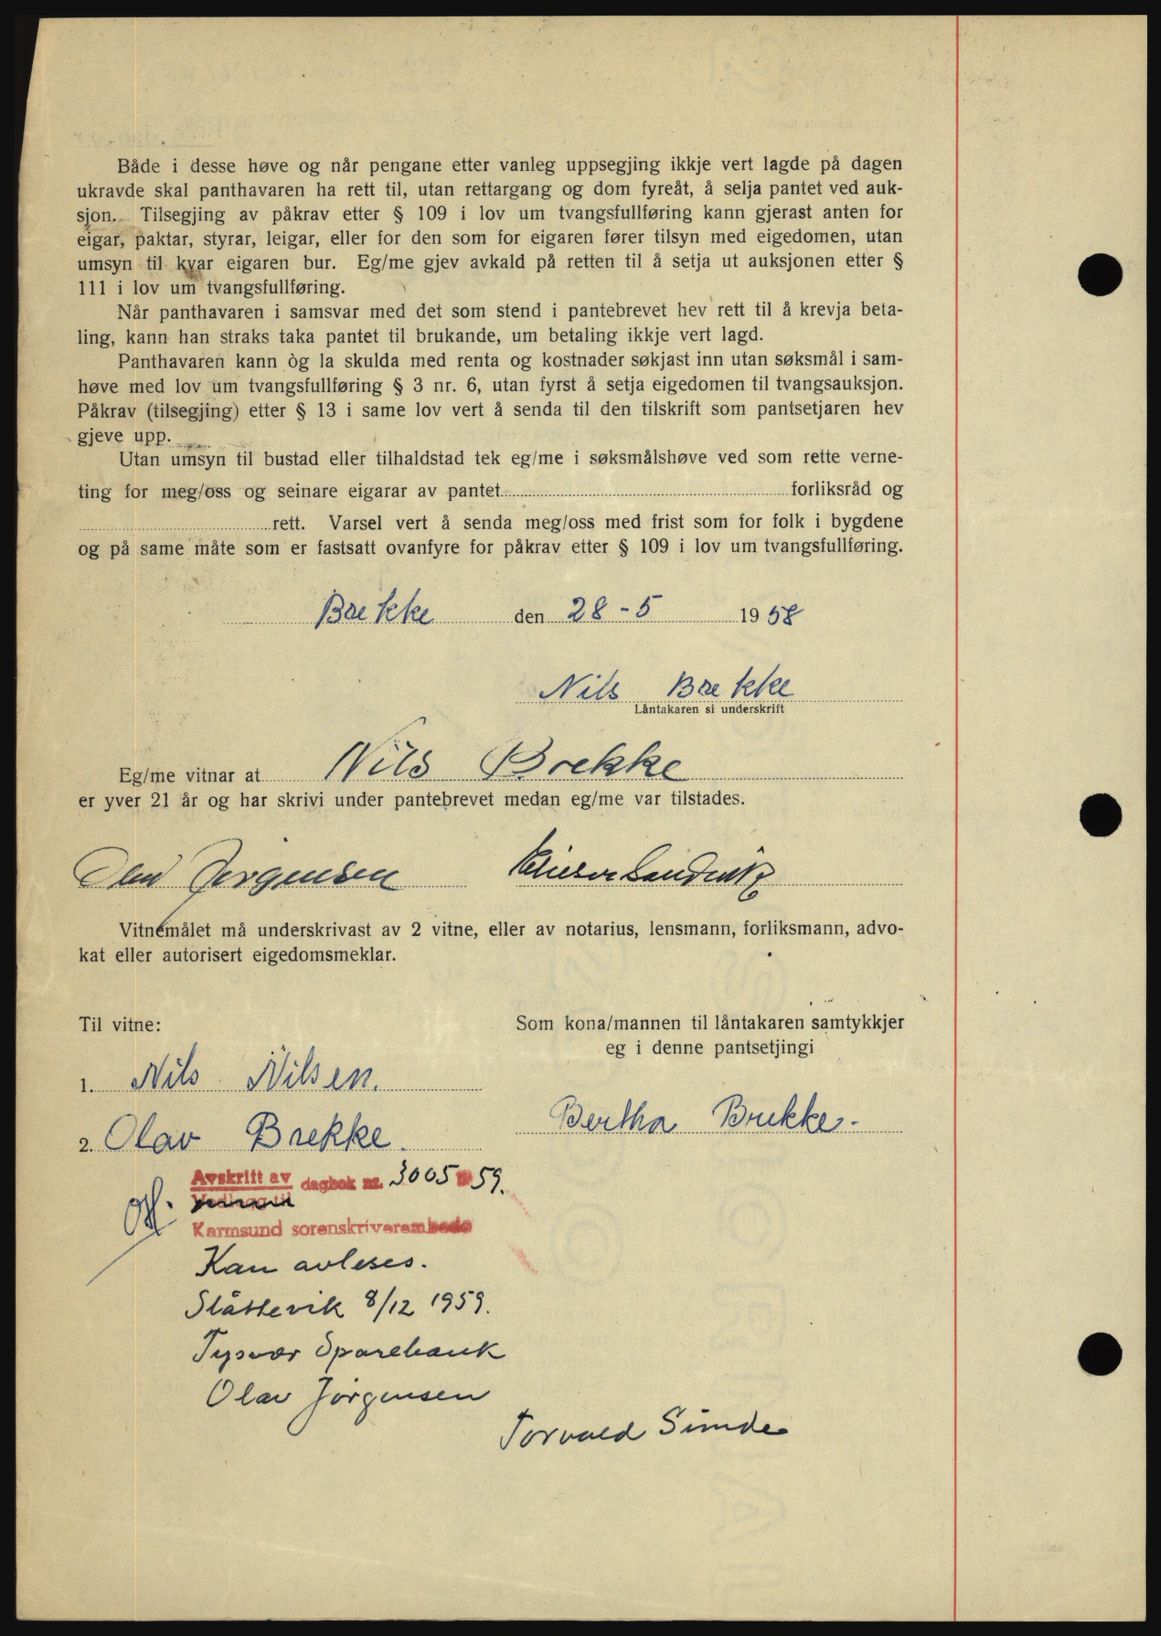 Både i desse høve og når pengane etter vanleg uppsegjing ikkje vert lagde på dagen
ukravde skal panthavaren ha rett til, utan rettargang og dom fyreåt, å selja pantet ved auk-
sjon. Tilsegjing av påkrav etter § 109 i lov um tvangsfullføring kann gjerast anten for
eigar, paktar, styrar, leigar, eller for den som for eigaren fører tilsyn med eigedomen, utan
umsyn til kvar eigaren bur. Eg/me gjev avkald på retten til å setja ut auksjonen etter §
111 i lov um tvangsfullføring.
Når panthavaren i samsvar med det som stend i pantebrevet hev rett til å krevja beta-
ling, kann han straks taka pantet til brukande, um betaling ikkje vert lagd.
Panthavaren kann òg la skulda med renta og kostnader søkjast inn utan søksmål i sam-
høve med lov um tvangsfullføring § 3 nr. 6, utan fyrst å setja eigedomen til tvangsauksjon.
Påkrav (tilsegjing) etter § 13 i same lov vert å senda til den tilskrift som pantsetjaren hev
gjeve upp.
Utan umsyn til bustad eller tilhaldstad tek eg/me i søksmålshøve ved som rette verne-
ting for meg/oss og seinare eigarar av pantet forliksråd og
rett. Varsel vert å senda meg/oss med frist som for folk i bygdene
og på same måte som er fastsatt ovanfyre for påkrav etter § 109 i lov um tvangsfullføring.
Brekke den 28-5 1958
Nils Brekke
Låntakaren si underskrift
Eg/me vitnar at Nils Brekke
er yver 21 år og har skrivi under pantebrevet medan eg/me var tilstades.
Olav Jørgensen
Vitnemålet må underskrivast av 2 vitne, eller av notarius, lensmann, forliksmann, advo-
kat eller autorisert eigedomsmeklar.
Til vitne:
Som kona/mannen til låntakaren samtykkjer
eg i denne pantsetjingi
1. Nils Nilsen.
Bertha Brekke.
2. Olav Brekke.
Avskrift av dagbok nr. 3005 59.
Vedlegg til
Karmsund sorenskriverembede
Kan avleses.
Slåttevik 8/12 1959.
Tysvær Sparebank
Olav Jørgensen
Torvald Simde